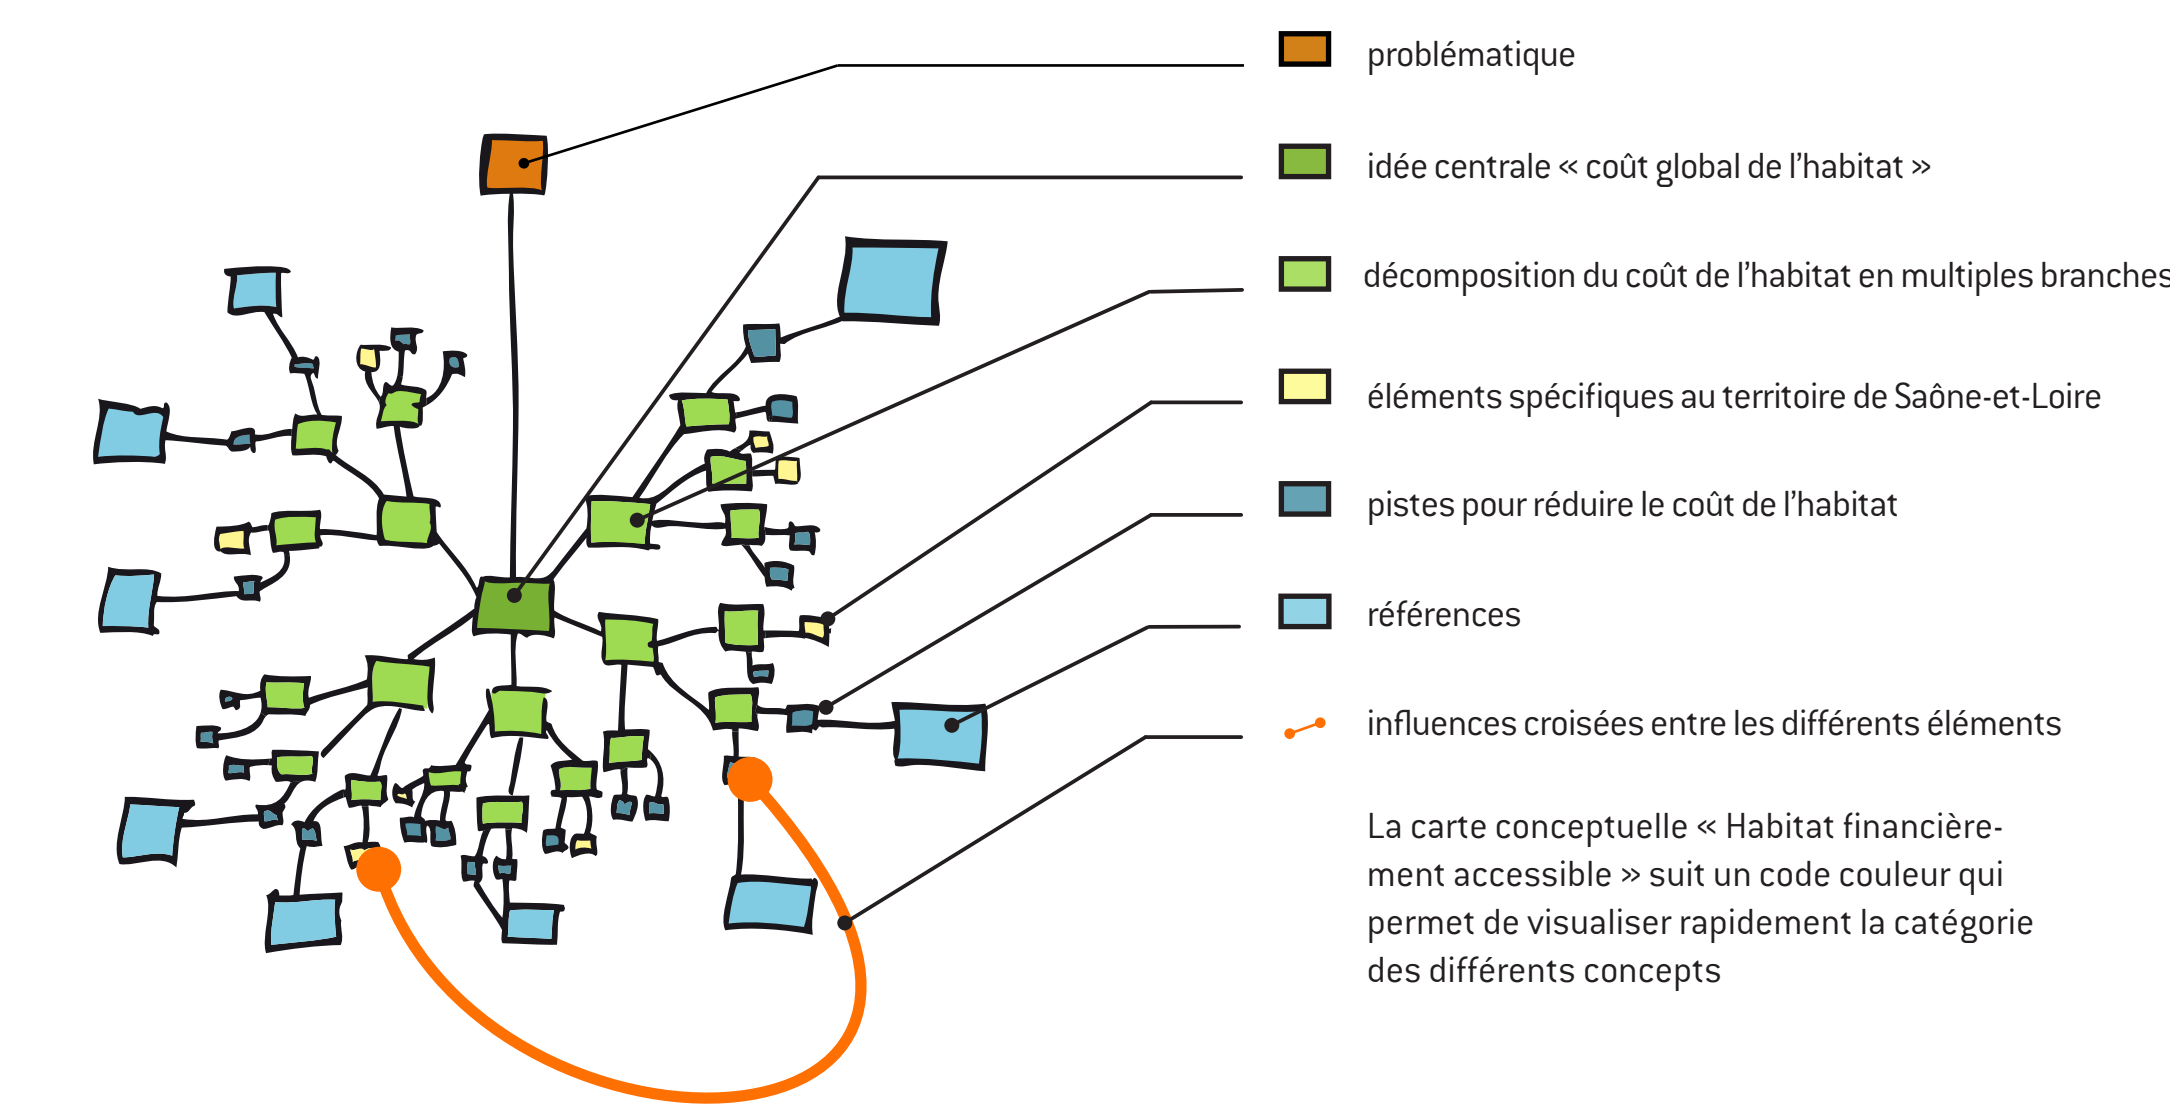 problématique
idée centrale « coût global de l'habitat »
décomposition du coût de l'habitat en multiples branches
éléments spécifiques au territoire de Saône-et-Loire
pistes pour réduire le coût de l'habitat
références
influences croisées entre les différents éléments
La carte conceptuelle « Habitat financière-
ment accessible » suit un code couleur qui
permet de visualiser rapidement la catégorie
des différents concepts